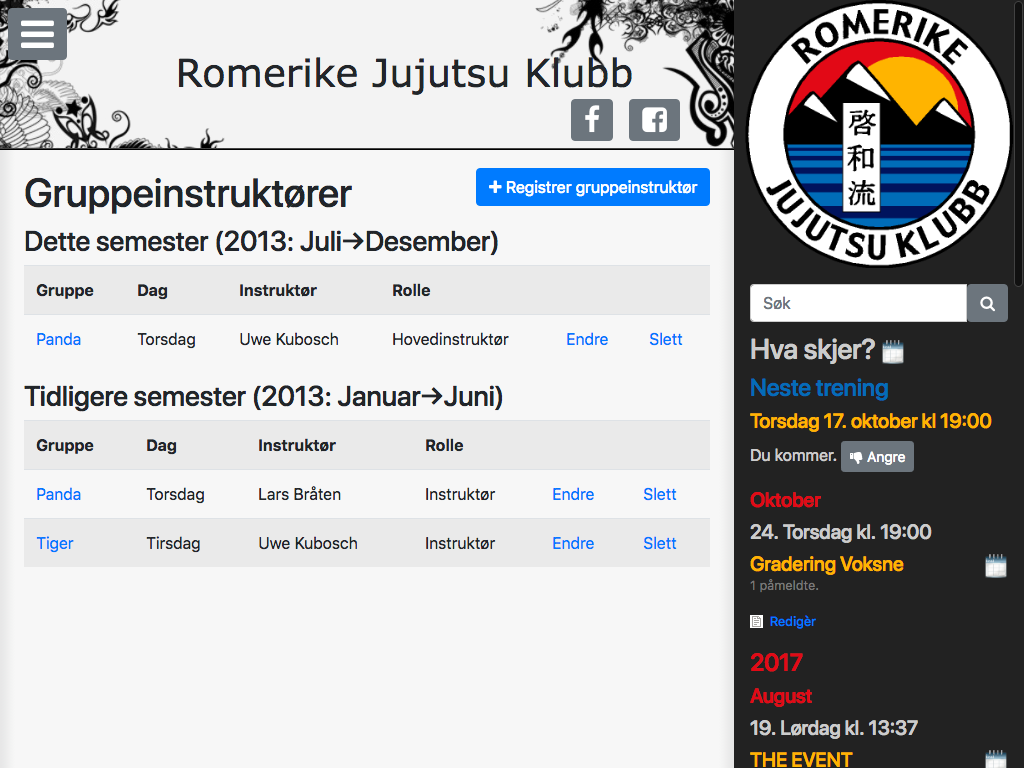 Romerike Jujutsu Klubb
Gruppeinstruktører
Registrer gruppeinstruktør
Dette semester (2013: Juli→Desember)
Gruppe Dag Instruktør Rolle
Panda Torsdag Uwe Kubosch Hovedinstruktør Endre Slett
Tidligere semester (2013: Januar→Juni)
Gruppe Dag Instruktør Rolle
Panda Torsdag Lars Bråten Instruktør Endre Slett
Tiger Tirsdag Uwe Kubosch Instruktør Endre Slett
ROMERIKE
啓和流
JUJUTSU KLUBB
Søk
Hva skjer?
Neste trening
Torsdag 17. oktober kl 19:00
Du kommer. Angre
Oktober
24. Torsdag kl. 19:00
Gradering Voksne
1 påmeldte.
Redigèr
2017
August
19. Lørdag kl. 13:37
THE EVENT